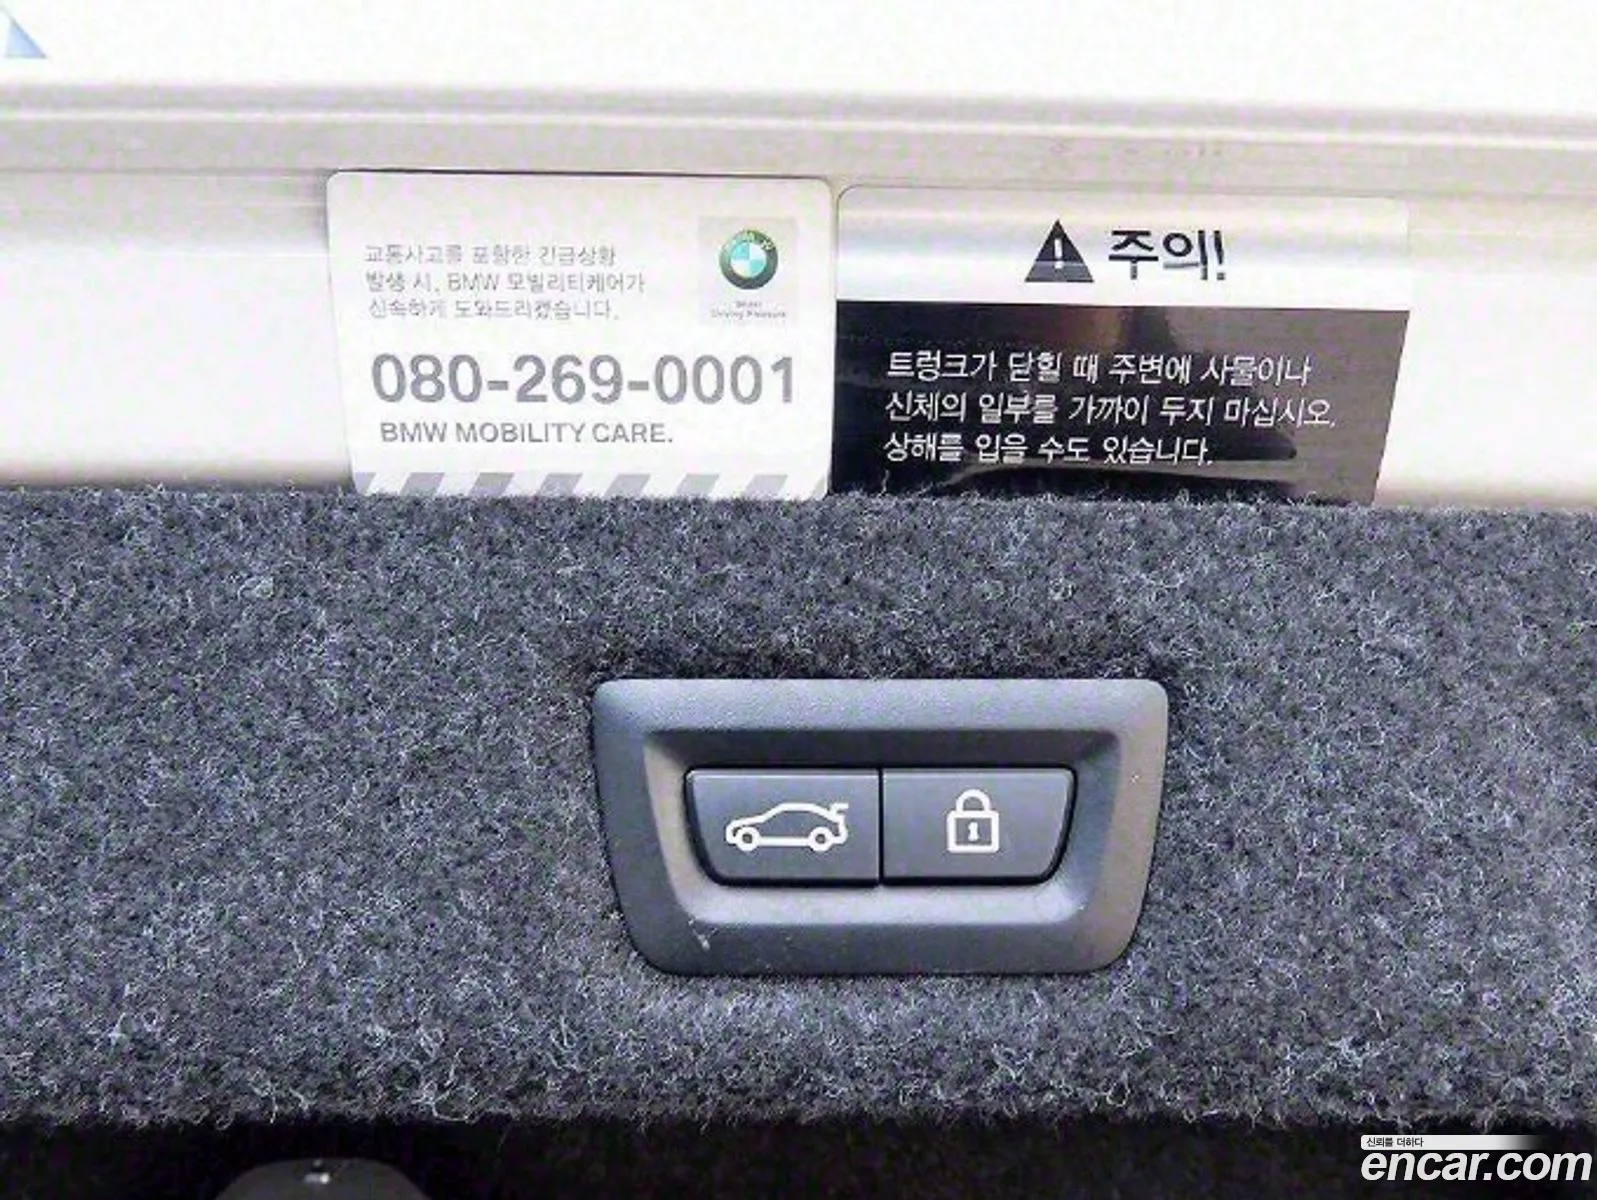 교통사고를 포함한 긴급상황
발생 시, BMW 모빌리티케어가
신속하게 도와드리겠습니다.
080-269-0001
BMW MOBILITY CARE.
Driving Pleasure
주의!
트렁크가 닫힐 때 주변에 사물이나
신체의 일부를 가까이 두지 마십시오.
상해를 입을 수도 있습니다.
신뢰를 더하다
encar.com